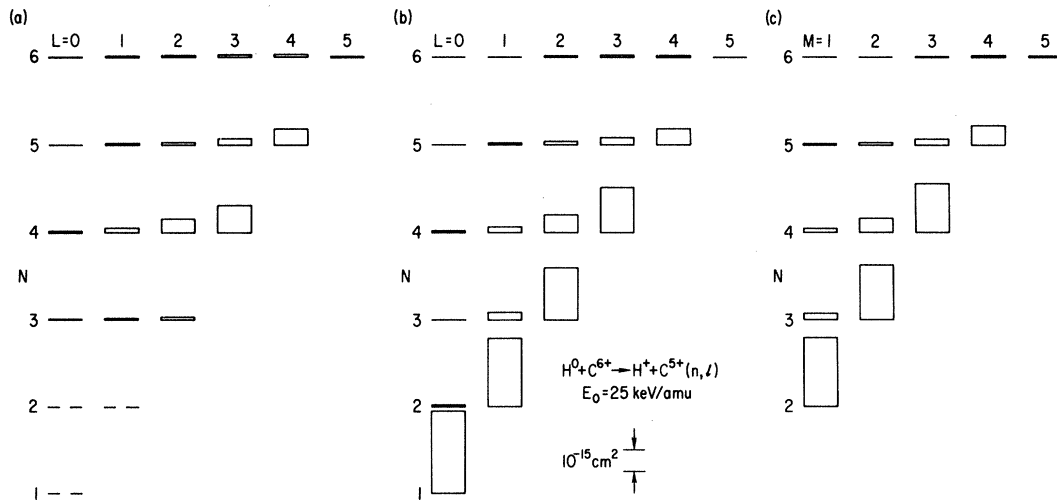 (a)
L=0 1 2 3 4 5
6
5
4
N
3
2
1
(b)
L=0 1 2 3 4 5
6
5
4
N
3
2
1
H⁰+C⁶⁺→H⁺+C⁵⁺(n,ℓ)
E₀=25 keV/amu
10⁻¹⁵cm²
(c)
M=1 2 3 4 5
6
5
4
N
3
2